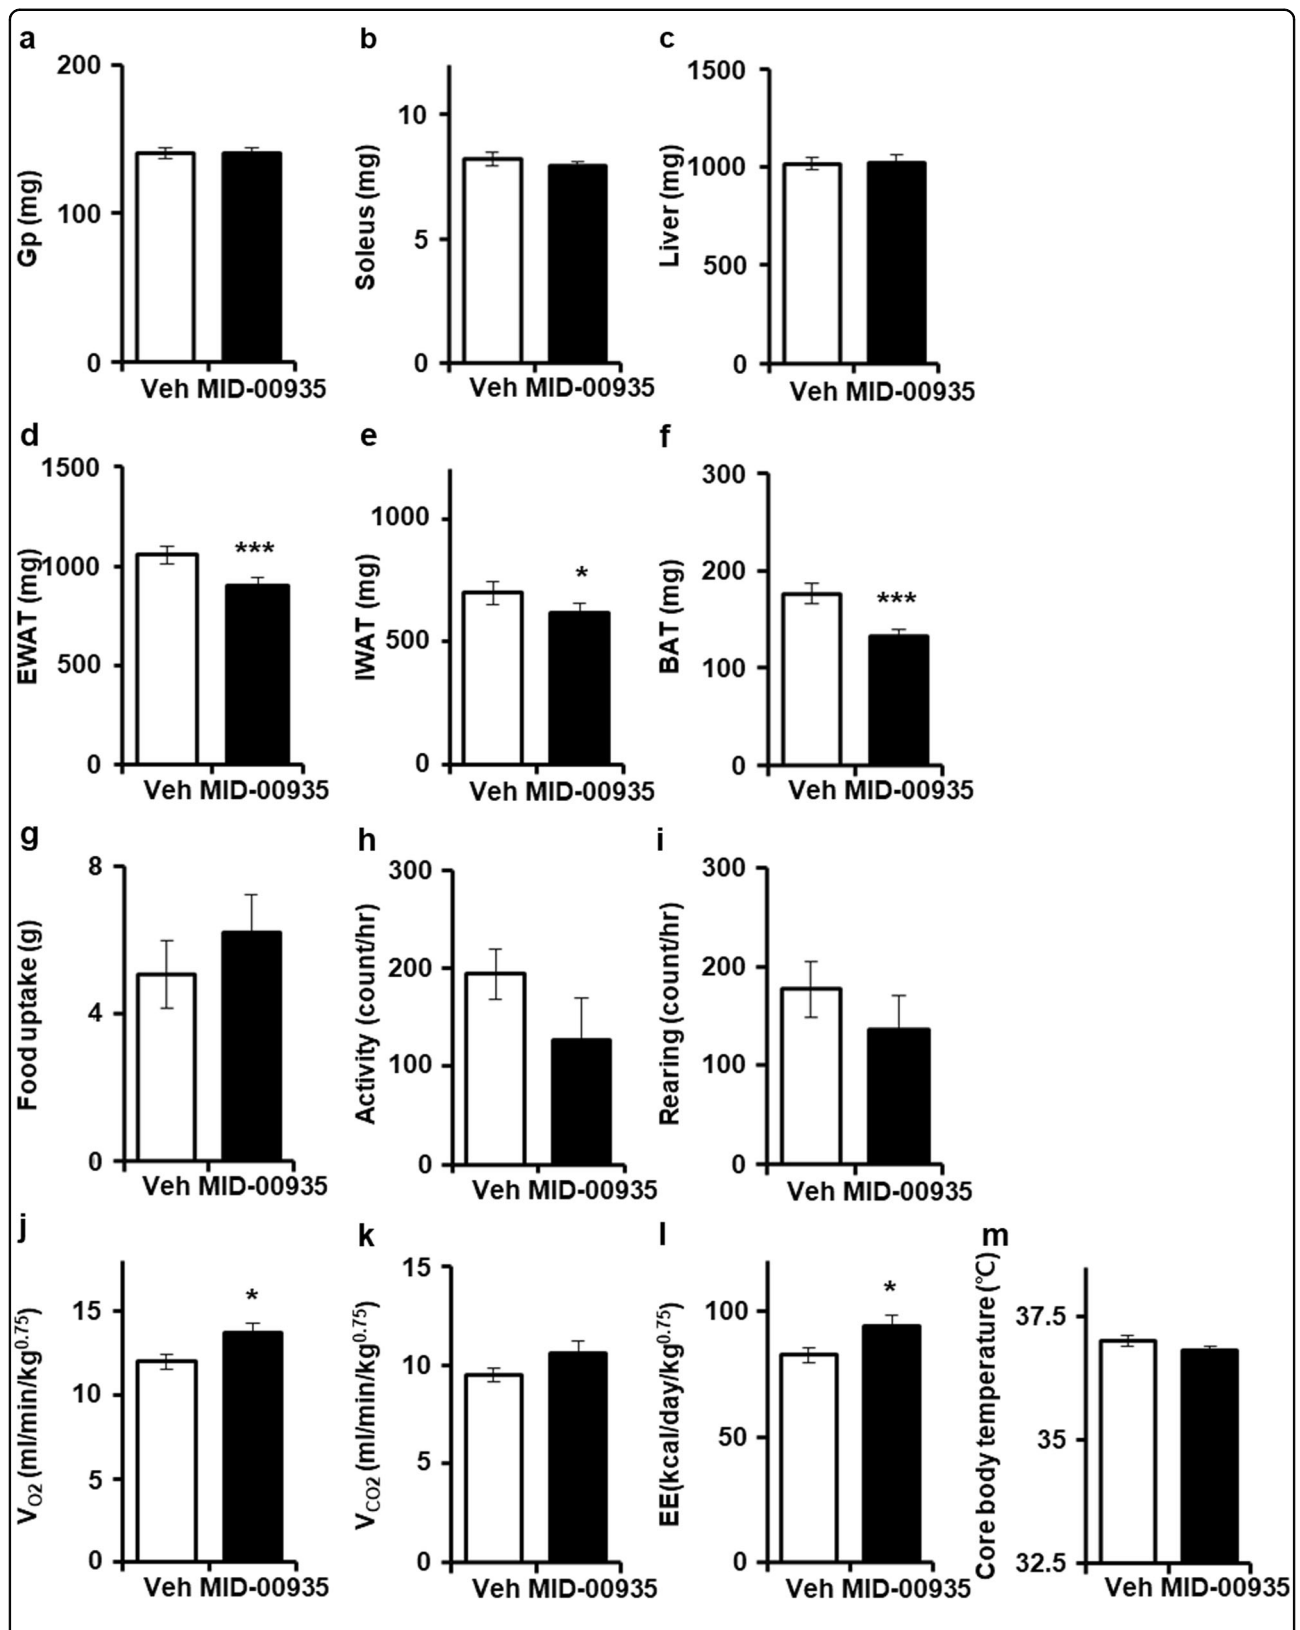 a
200
100
0
Gp (mg)
Veh MID-00935
b
10
5
0
Soleus (mg)
Veh MID-00935
c
1500
1000
500
0
Liver (mg)
Veh MID-00935
d
1500
1000
500
0
EWAT (mg)
***
Veh MID-00935
e
1000
500
0
IWAT (mg)
*
Veh MID-00935
f
300
200
100
0
BAT (mg)
***
Veh MID-00935
g
8
4
0
Food uptake (g)
Veh MID-00935
h
300
200
100
0
Activity (count/hr)
Veh MID-00935
i
300
200
100
0
Rearing (count/hr)
Veh MID-00935
j
15
10
5
0
VO2 (ml/min/kg0.75)
*
Veh MID-00935
k
15
10
5
0
VCO2 (ml/min/kg0.75)
Veh MID-00935
l
100
50
0
EE(kcal/day/kg0.75)
*
Veh MID-00935
m
37.5
35
32.5
Core body temperature (℃)
Veh MID-00935